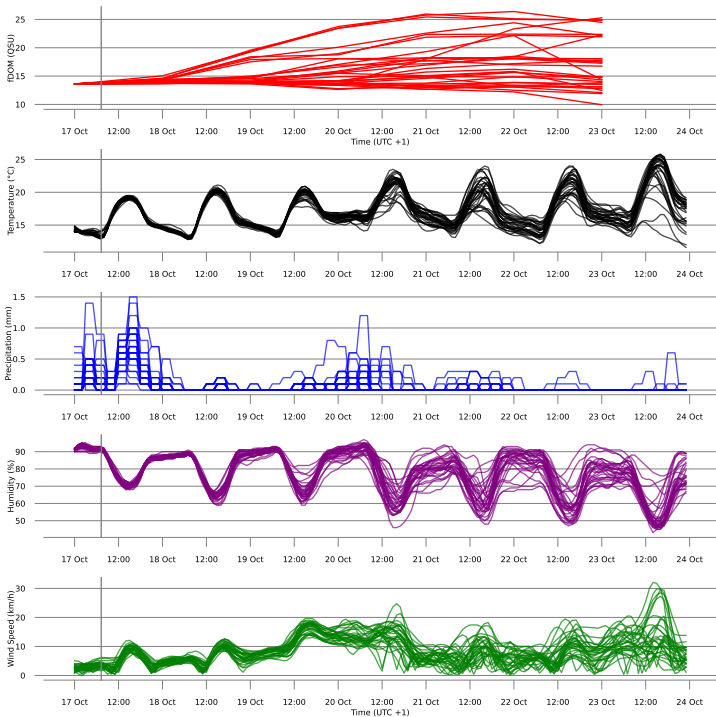 25
20
15
10
fDOM (QSU)
17 Oct 12:00 18 Oct 12:00 19 Oct 12:00 20 Oct 12:00 21 Oct 12:00 22 Oct 12:00 23 Oct 12:00 24 Oct
Time (UTC +1)
25
20
15
Temperature (°C)
17 Oct 12:00 18 Oct 12:00 19 Oct 12:00 20 Oct 12:00 21 Oct 12:00 22 Oct 12:00 23 Oct 12:00 24 Oct
1.5
1.0
0.5
0.0
Precipitation (mm)
17 Oct 12:00 18 Oct 12:00 19 Oct 12:00 20 Oct 12:00 21 Oct 12:00 22 Oct 12:00 23 Oct 12:00 24 Oct
90
80
70
60
50
Humidity (%)
17 Oct 12:00 18 Oct 12:00 19 Oct 12:00 20 Oct 12:00 21 Oct 12:00 22 Oct 12:00 23 Oct 12:00 24 Oct
30
20
10
0
Wind Speed (km/h)
17 Oct 12:00 18 Oct 12:00 19 Oct 12:00 20 Oct 12:00 21 Oct 12:00 22 Oct 12:00 23 Oct 12:00 24 Oct
Time (UTC +1)